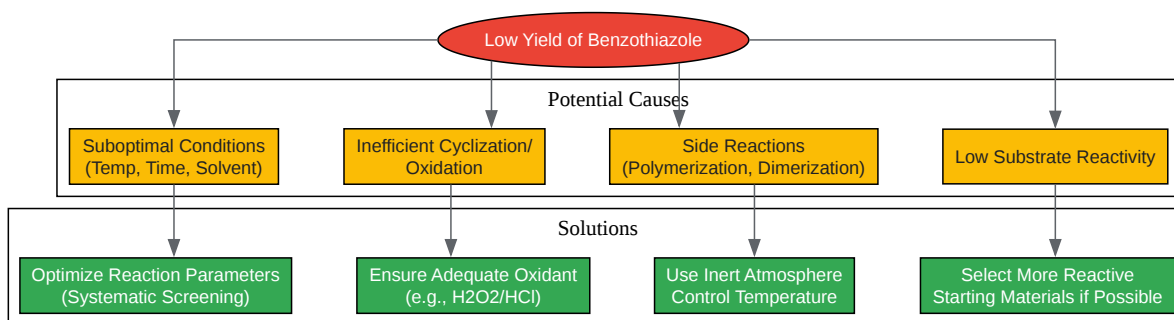 Low Yield of Benzothiazole
Potential Causes
Suboptimal Conditions
(Temp, Time, Solvent)
Inefficient Cyclization/
Oxidation
Side Reactions
(Polymerization, Dimerization)
Low Substrate Reactivity
Solutions
Optimize Reaction Parameters
(Systematic Screening)
Ensure Adequate Oxidant
(e.g., H2O2/HCl)
Use Inert Atmosphere
Control Temperature
Select More Reactive
Starting Materials if Possible